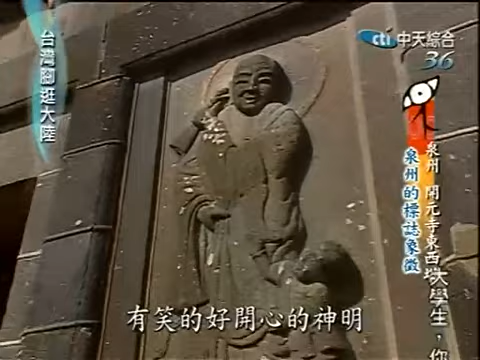 台灣腳逛大陸
cti 中天綜合
36
泉州 開元寺東西塔
泉州的標誌象徵
大學生，你
有笑的好開心的神明